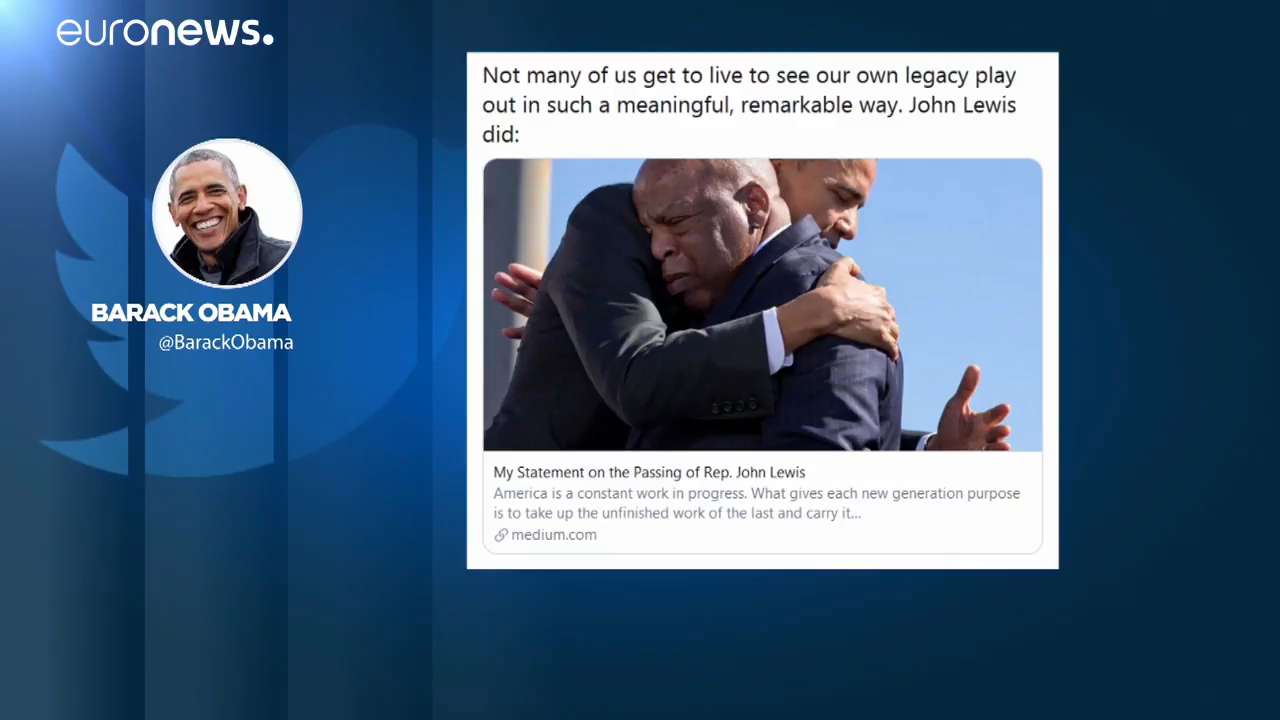 euronews.
Not many of us get to live to see our own legacy play
out in such a meaningful, remarkable way. John Lewis
did:
BARACK OBAMA
@BarackObama
My Statement on the Passing of Rep. John Lewis
America is a constant work in progress. What gives each new generation purpose
is to take up the unfinished work of the last and carry it...
medium.com